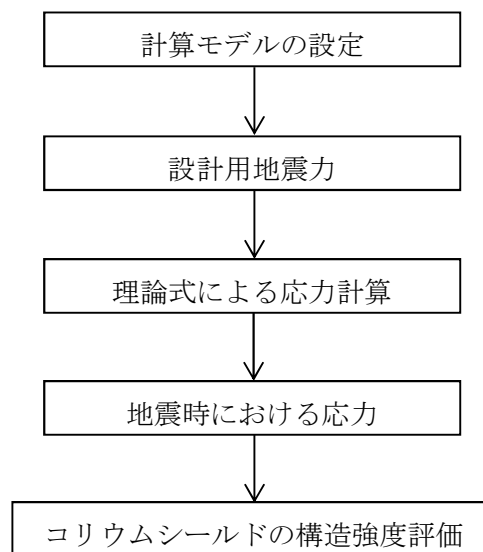 計算モデルの設定
設計用地震力
理論式による応力計算
地震時における応力
コリウムシールドの構造強度評価